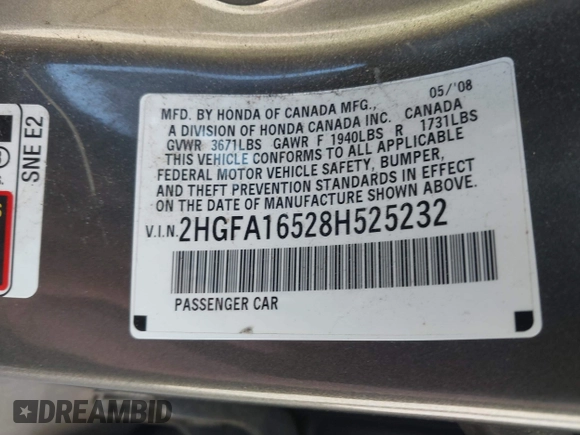 05/'08
MFD. BY HONDA OF CANADA MFG., CANADA
A DIVISION OF HONDA CANADA INC.
GVWR 3671LBS GAWR F 1940LBS R 1731LBS
THIS VEHICLE CONFORMS TO ALL APPLICABLE
FEDERAL MOTOR VEHICLE SAFETY, BUMPER,
AND THEFT PREVENTION STANDARDS IN EFFECT
ON THE DATE OF MANUFACTURE SHOWN ABOVE.
V.I.N. 2HGFA16528H525232
PASSENGER CAR
SNE E2
DREAMBID